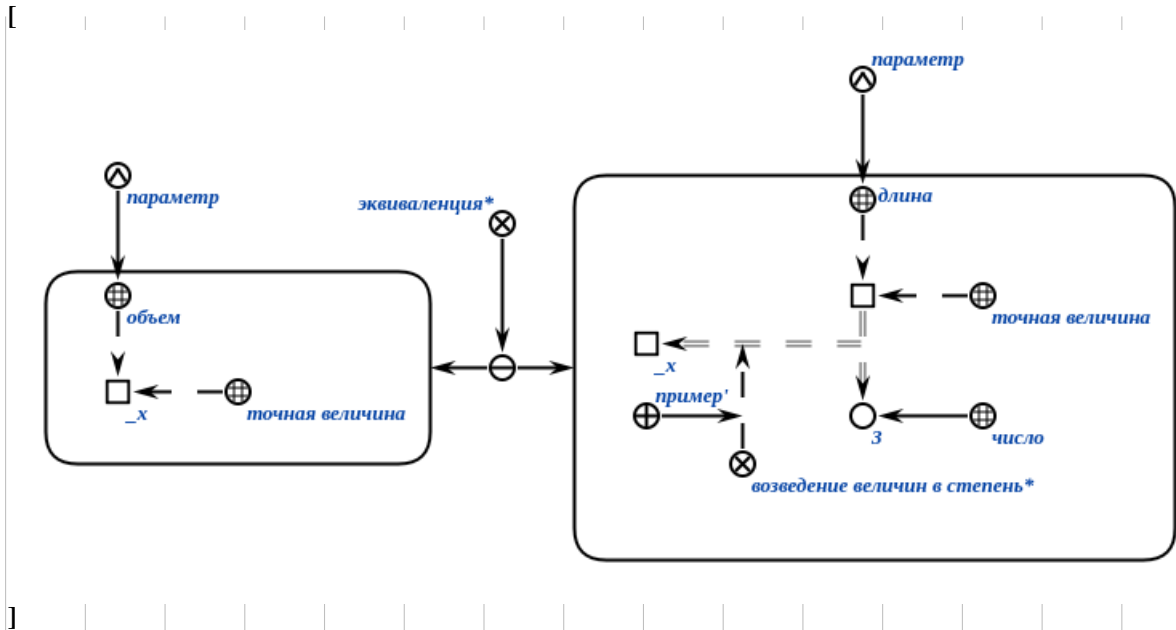 [
параметр
параметр
длина
эквиваленция*
объем
точная величина
_x
точная величина
_x
пример'
3
число
возведение величин в степень*
]